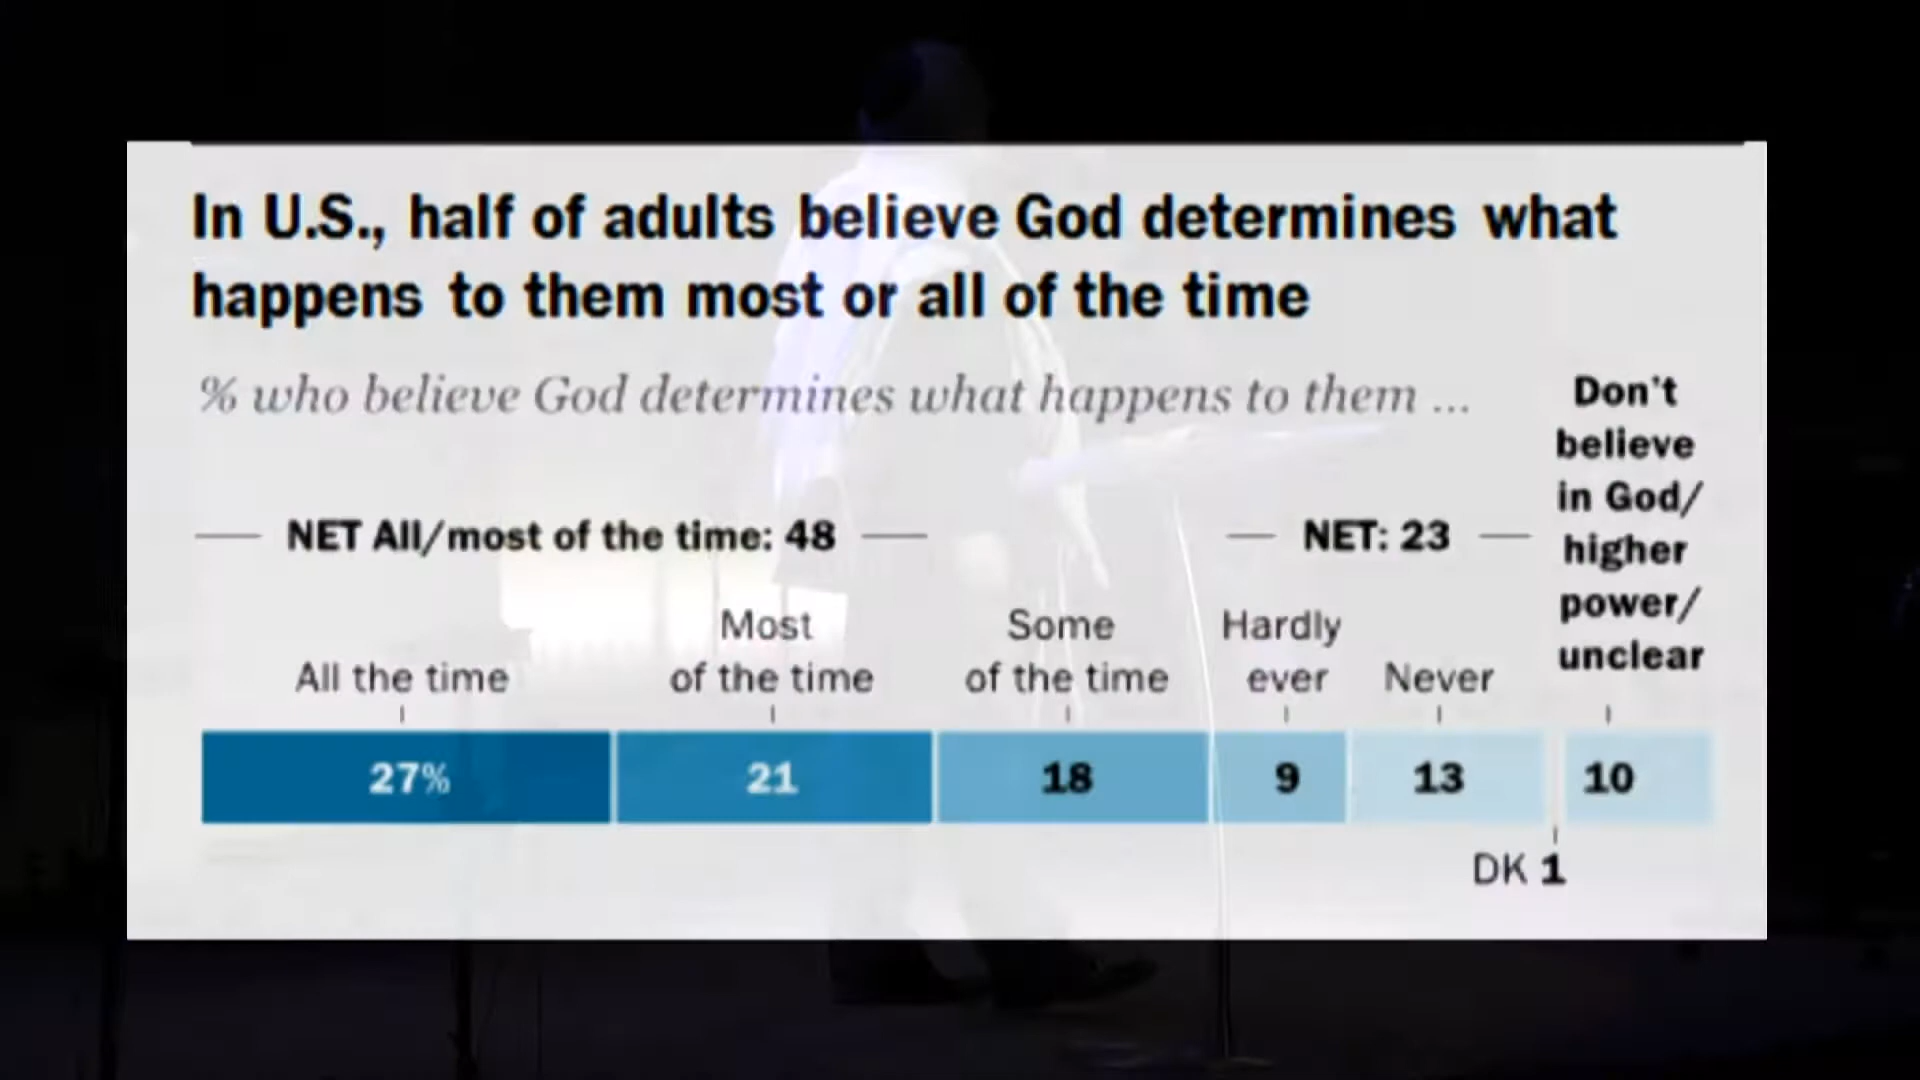 In U.S., half of adults believe God determines what
happens to them most or all of the time
% who believe God determines what happens to them ...
Don't
believe
in God/
higher
power/
unclear
NET All/most of the time: 48
NET: 23
All the time
Most
of the time
Some
of the time
Hardly
ever
Never
27%
21
18
9
13
10
DK 1